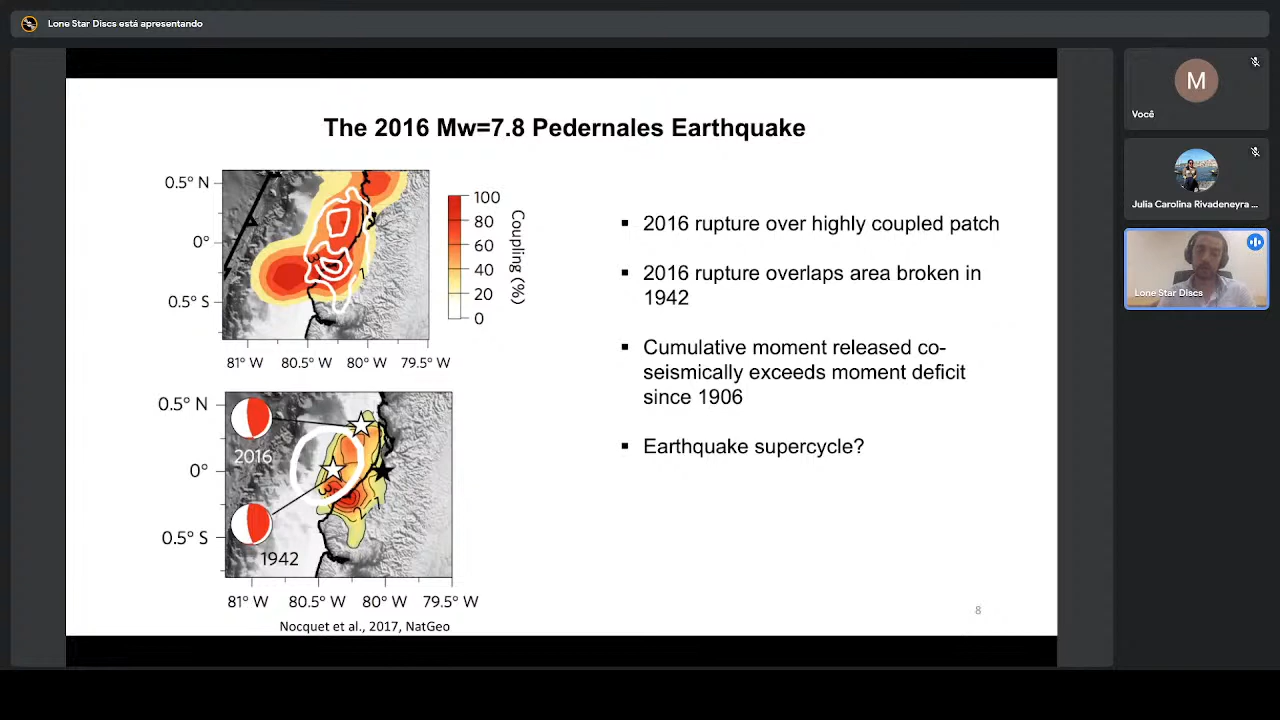 Lone Star Discs está apresentando
The 2016 Mw=7.8 Pedernales Earthquake
0.5° N
0°
0.5° S
81° W 80.5° W 80° W 79.5° W
3
1
100
80
60
40
20
0
Coupling (%)
0.5° N
0°
0.5° S
2016
1942
3
1
81° W 80.5° W 80° W 79.5° W
Nocquet et al., 2017, NatGeo
▪ 2016 rupture over highly coupled patch
▪ 2016 rupture overlaps area broken in
1942
▪ Cumulative moment released co-
seismically exceeds moment deficit
since 1906
▪ Earthquake supercycle?
8
M
Você
Julia Carolina Rivadeneyra ...
Lone Star Discs